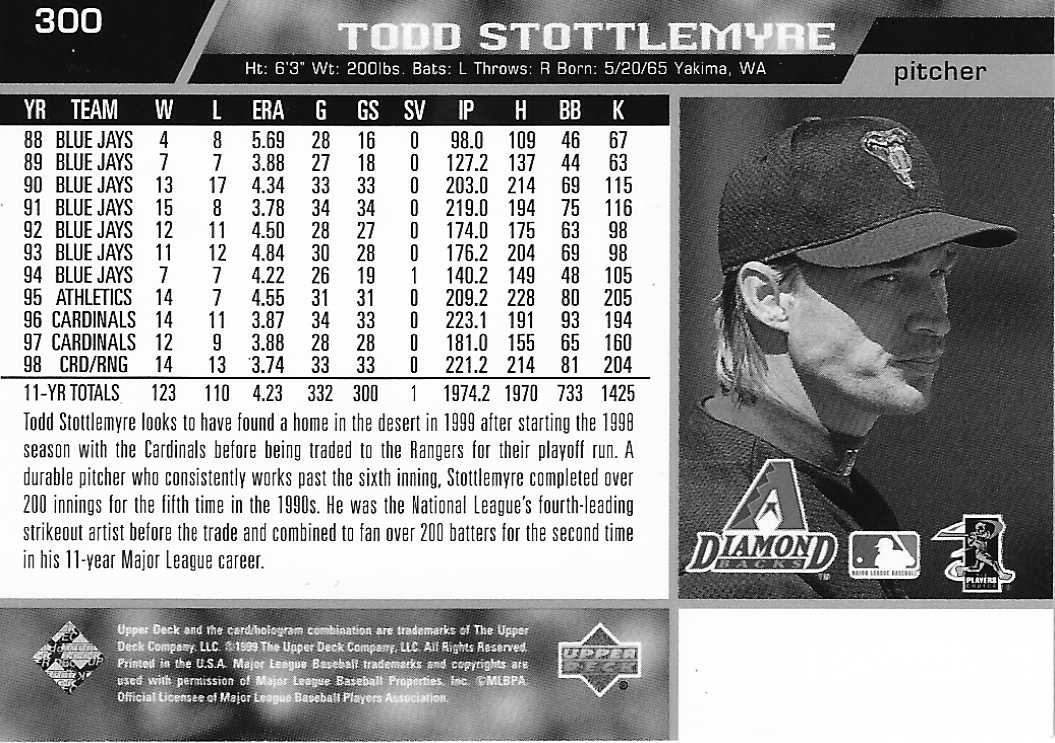 300
TODD STOTTLEMYRE
Ht: 6'3" Wt: 200lbs. Bats: L Throws: R Born: 5/20/65 Yakima, WA
pitcher
YR TEAM W L ERA G GS SV IP H BB K
88 BLUE JAYS 4 8 5.69 28 16 0 98.0 109 46 67
89 BLUE JAYS 7 7 3.88 27 18 0 127.2 137 44 63
90 BLUE JAYS 13 17 4.34 33 33 0 203.0 214 69 115
91 BLUE JAYS 15 8 3.78 34 34 0 219.0 194 75 116
92 BLUE JAYS 12 11 4.50 28 27 0 174.0 175 63 98
93 BLUE JAYS 11 12 4.84 30 28 0 176.2 204 69 98
94 BLUE JAYS 7 7 4.22 26 19 1 140.2 149 48 105
95 ATHLETICS 14 7 4.55 31 31 0 209.2 228 80 205
96 CARDINALS 14 11 3.87 34 33 0 223.1 191 93 194
97 CARDINALS 12 9 3.88 28 28 0 181.0 155 65 160
98 CRD/RNG 14 13 3.74 33 33 0 221.2 214 81 204
11-YR TOTALS 123 110 4.23 332 300 1 1974.2 1970 733 1425
Todd Stottlemyre looks to have found a home in the desert in 1999 after starting the 1998
season with the Cardinals before being traded to the Rangers for their playoff run. A
durable pitcher who consistently works past the sixth inning, Stottlemyre completed over
200 innings for the fifth time in the 1990s. He was the National League's fourth-leading
strikeout artist before the trade and combined to fan over 200 batters for the second time
in his 11-year Major League career.
DIAMOND
BACKS
TM
MAJOR LEAGUE BASEBALL
PLAYERS
CHOICE
Upper Deck and the card/hologram combination are trademarks of The Upper
Deck Company, LLC. ©1999 The Upper Deck Company, LLC. All Rights Reserved.
Printed in the U.S.A. Major League Baseball trademarks and copyrights are
used with permission of Major League Baseball Properties, Inc. ©MLBPA
Official Licensee of Major League Baseball Players Association.
UPPER
DECK
®